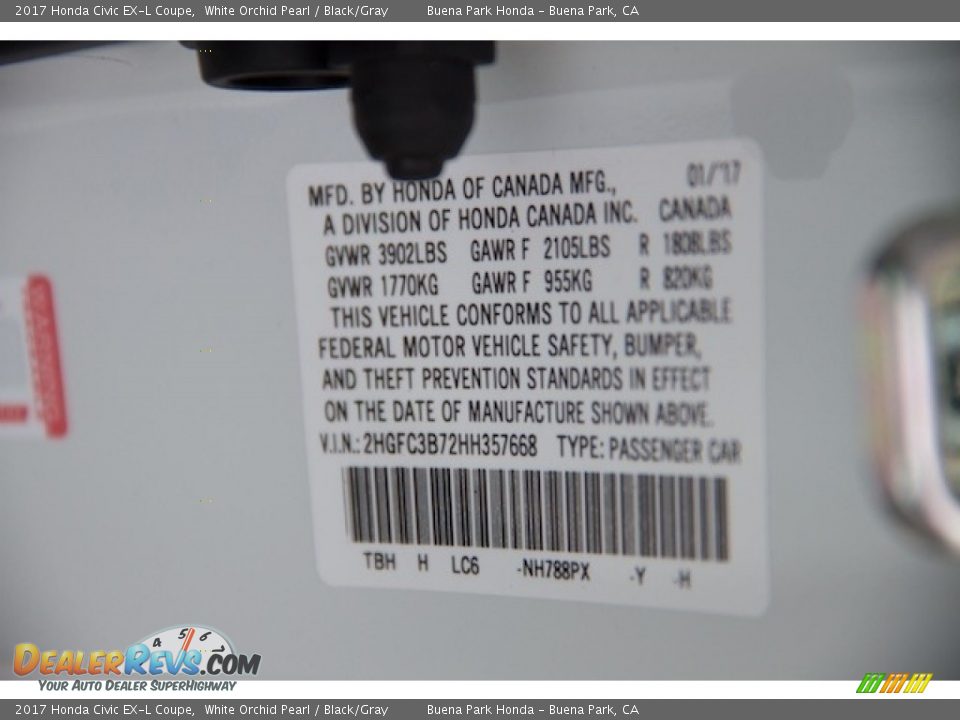 2017 Honda Civic EX-L Coupe, White Orchid Pearl / Black/Gray Buena Park Honda - Buena Park, CA
01/'17
MFD. BY HONDA OF CANADA MFG.,
A DIVISION OF HONDA CANADA INC. CANADA
GVWR 3902LBS GAWR F 2105LBS R 1808LBS
GVWR 1770KG GAWR F 955KG R 820KG
THIS VEHICLE CONFORMS TO ALL APPLICABLE
FEDERAL MOTOR VEHICLE SAFETY, BUMPER,
AND THEFT PREVENTION STANDARDS IN EFFECT
ON THE DATE OF MANUFACTURE SHOWN ABOVE.
V.I.N.: 2HGFC3B72HH357668 TYPE: PASSENGER CAR
TBH H LC6 -NH788PX -Y -H
4 5 6
DEALERREVS.COM
YOUR AUTO DEALER SUPERHIGHWAY
2017 Honda Civic EX-L Coupe, White Orchid Pearl / Black/Gray Buena Park Honda - Buena Park, CA